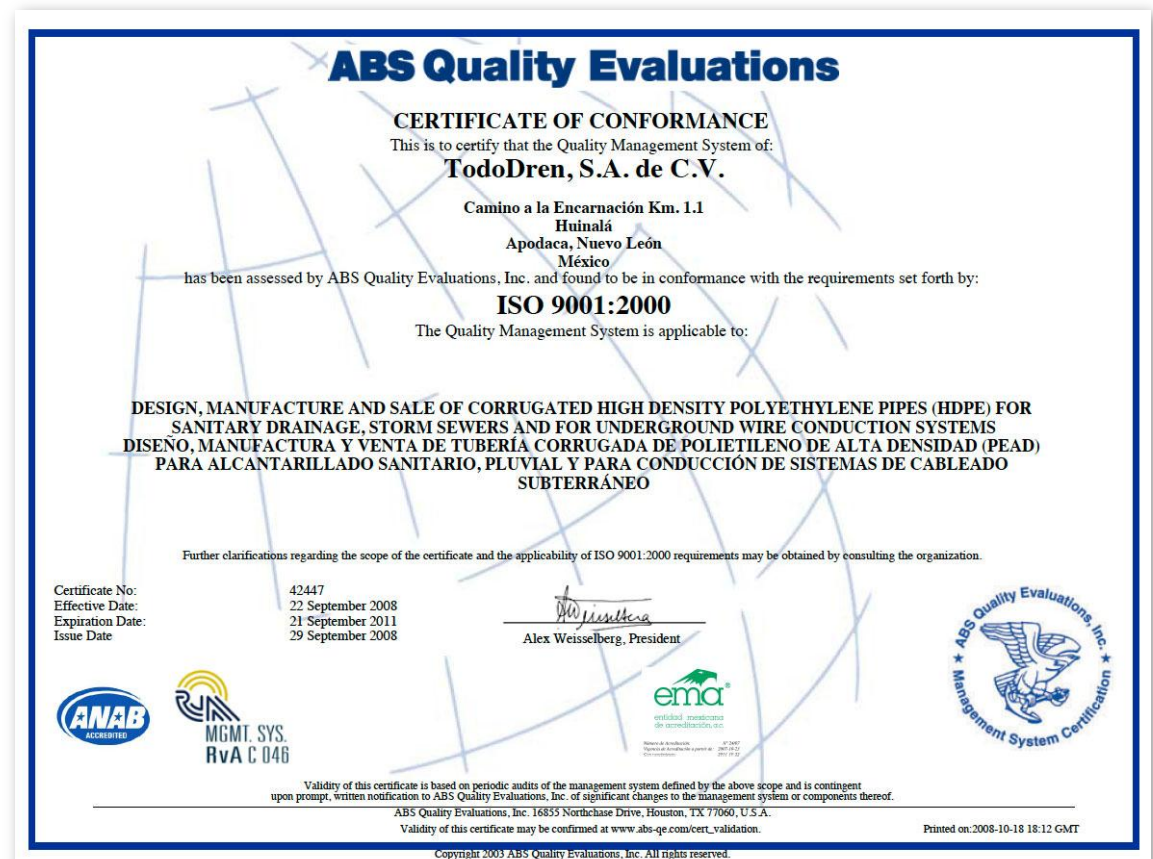 ABS Quality Evaluations
CERTIFICATE OF CONFORMANCE
This is to certify that the Quality Management System of:
TodoDren, S.A. de C.V.
Camino a la Encarnación Km. 1.1
Huinalá
Apodaca, Nuevo León
México
has been assessed by ABS Quality Evaluations, Inc. and found to be in conformance with the requirements set forth by:
ISO 9001:2000
The Quality Management System is applicable to:
DESIGN, MANUFACTURE AND SALE OF CORRUGATED HIGH DENSITY POLYETHYLENE PIPES (HDPE) FOR
SANITARY DRAINAGE, STORM SEWERS AND FOR UNDERGROUND WIRE CONDUCTION SYSTEMS
DISEÑO, MANUFACTURA Y VENTA DE TUBERÍA CORRUGADA DE POLIETILENO DE ALTA DENSIDAD (PEAD)
PARA ALCANTARILLADO SANITARIO, PLUVIAL Y PARA CONDUCCIÓN DE SISTEMAS DE CABLEADO
SUBTERRÁNEO
Further clarifications regarding the scope of the certificate and the applicability of ISO 9001:2000 requirements may be obtained by consulting the organization.
Certificate No: 42447
Effective Date: 22 September 2008
Expiration Date: 21 September 2011
Issue Date 29 September 2008
Alex Weisselberg, President
ABS Quality Evaluations, Inc.
Management System Certification
ANAB
ACCREDITED
RvA
MGMT. SYS.
RvA C 046
ema
entidad mexicana
de acreditación, a.c.
Validity of this certificate is based on periodic audits of the management system defined by the above scope and is contingent
upon prompt, written notification to ABS Quality Evaluations, Inc. of significant changes to the management system or components thereof.
ABS Quality Evaluations, Inc. 16855 Northchase Drive, Houston, TX 77060, U.S.A.
Validity of this certificate may be confirmed at www.abs-qe.com/cert_validation.
Printed on:2008-10-18 18:12 GMT
Copyright 2003 ABS Quality Evaluations, Inc. All rights reserved.